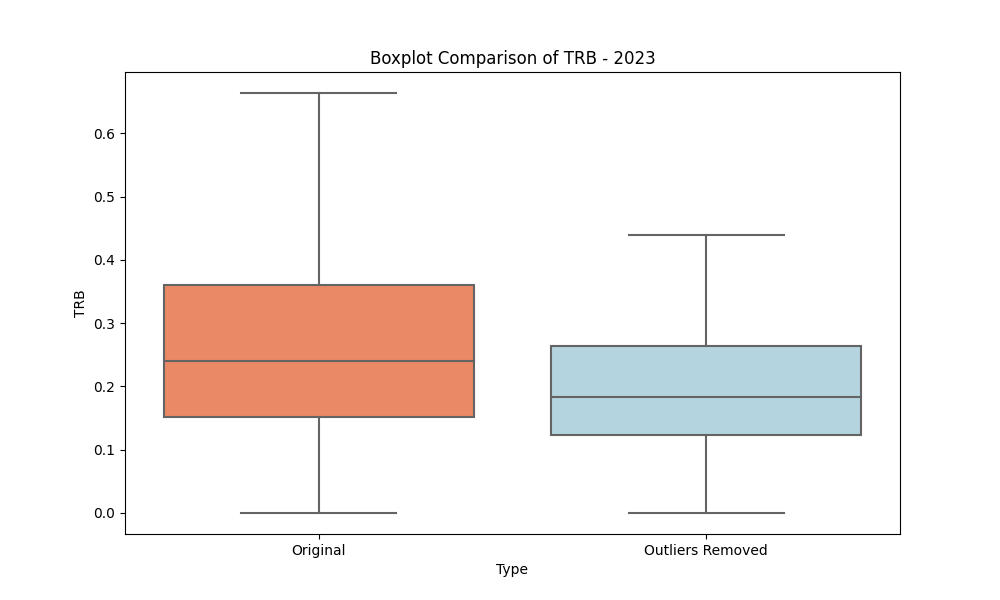 Boxplot Comparison of TRB - 2023
0.6
0.5
0.4
0.3
0.2
0.1
0.0
TRB
Original
Outliers Removed
Type